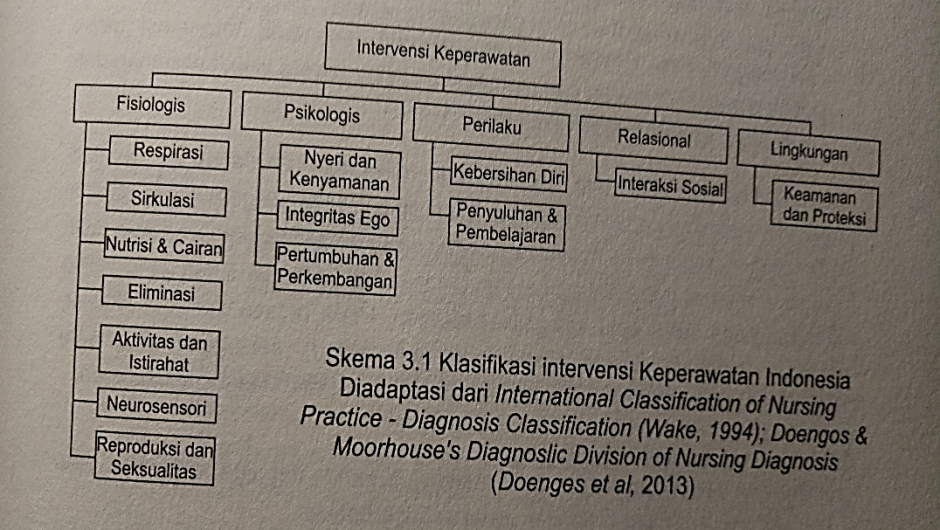 Intervensi Keperawatan
Fisiologis
Psikologis
Perilaku
Relasional
Lingkungan
Respirasi
Sirkulasi
Nutrisi & Cairan
Eliminasi
Aktivitas dan
Istirahat
Neurosensori
Reproduksi dan
Seksualitas
Nyeri dan
Kenyamanan
Integritas Ego
Pertumbuhan &
Perkembangan
Kebersihan Diri
Penyuluhan &
Pembelajaran
Interaksi Sosial
Keamanan
dan Proteksi
Skema 3.1 Klasifikasi intervensi Keperawatan Indonesia
Diadaptasi dari International Classification of Nursing
Practice - Diagnosis Classification (Wake, 1994); Doengos &
Moorhouse's Diagnoslic Division of Nursing Diagnosis
(Doenges et al, 2013)